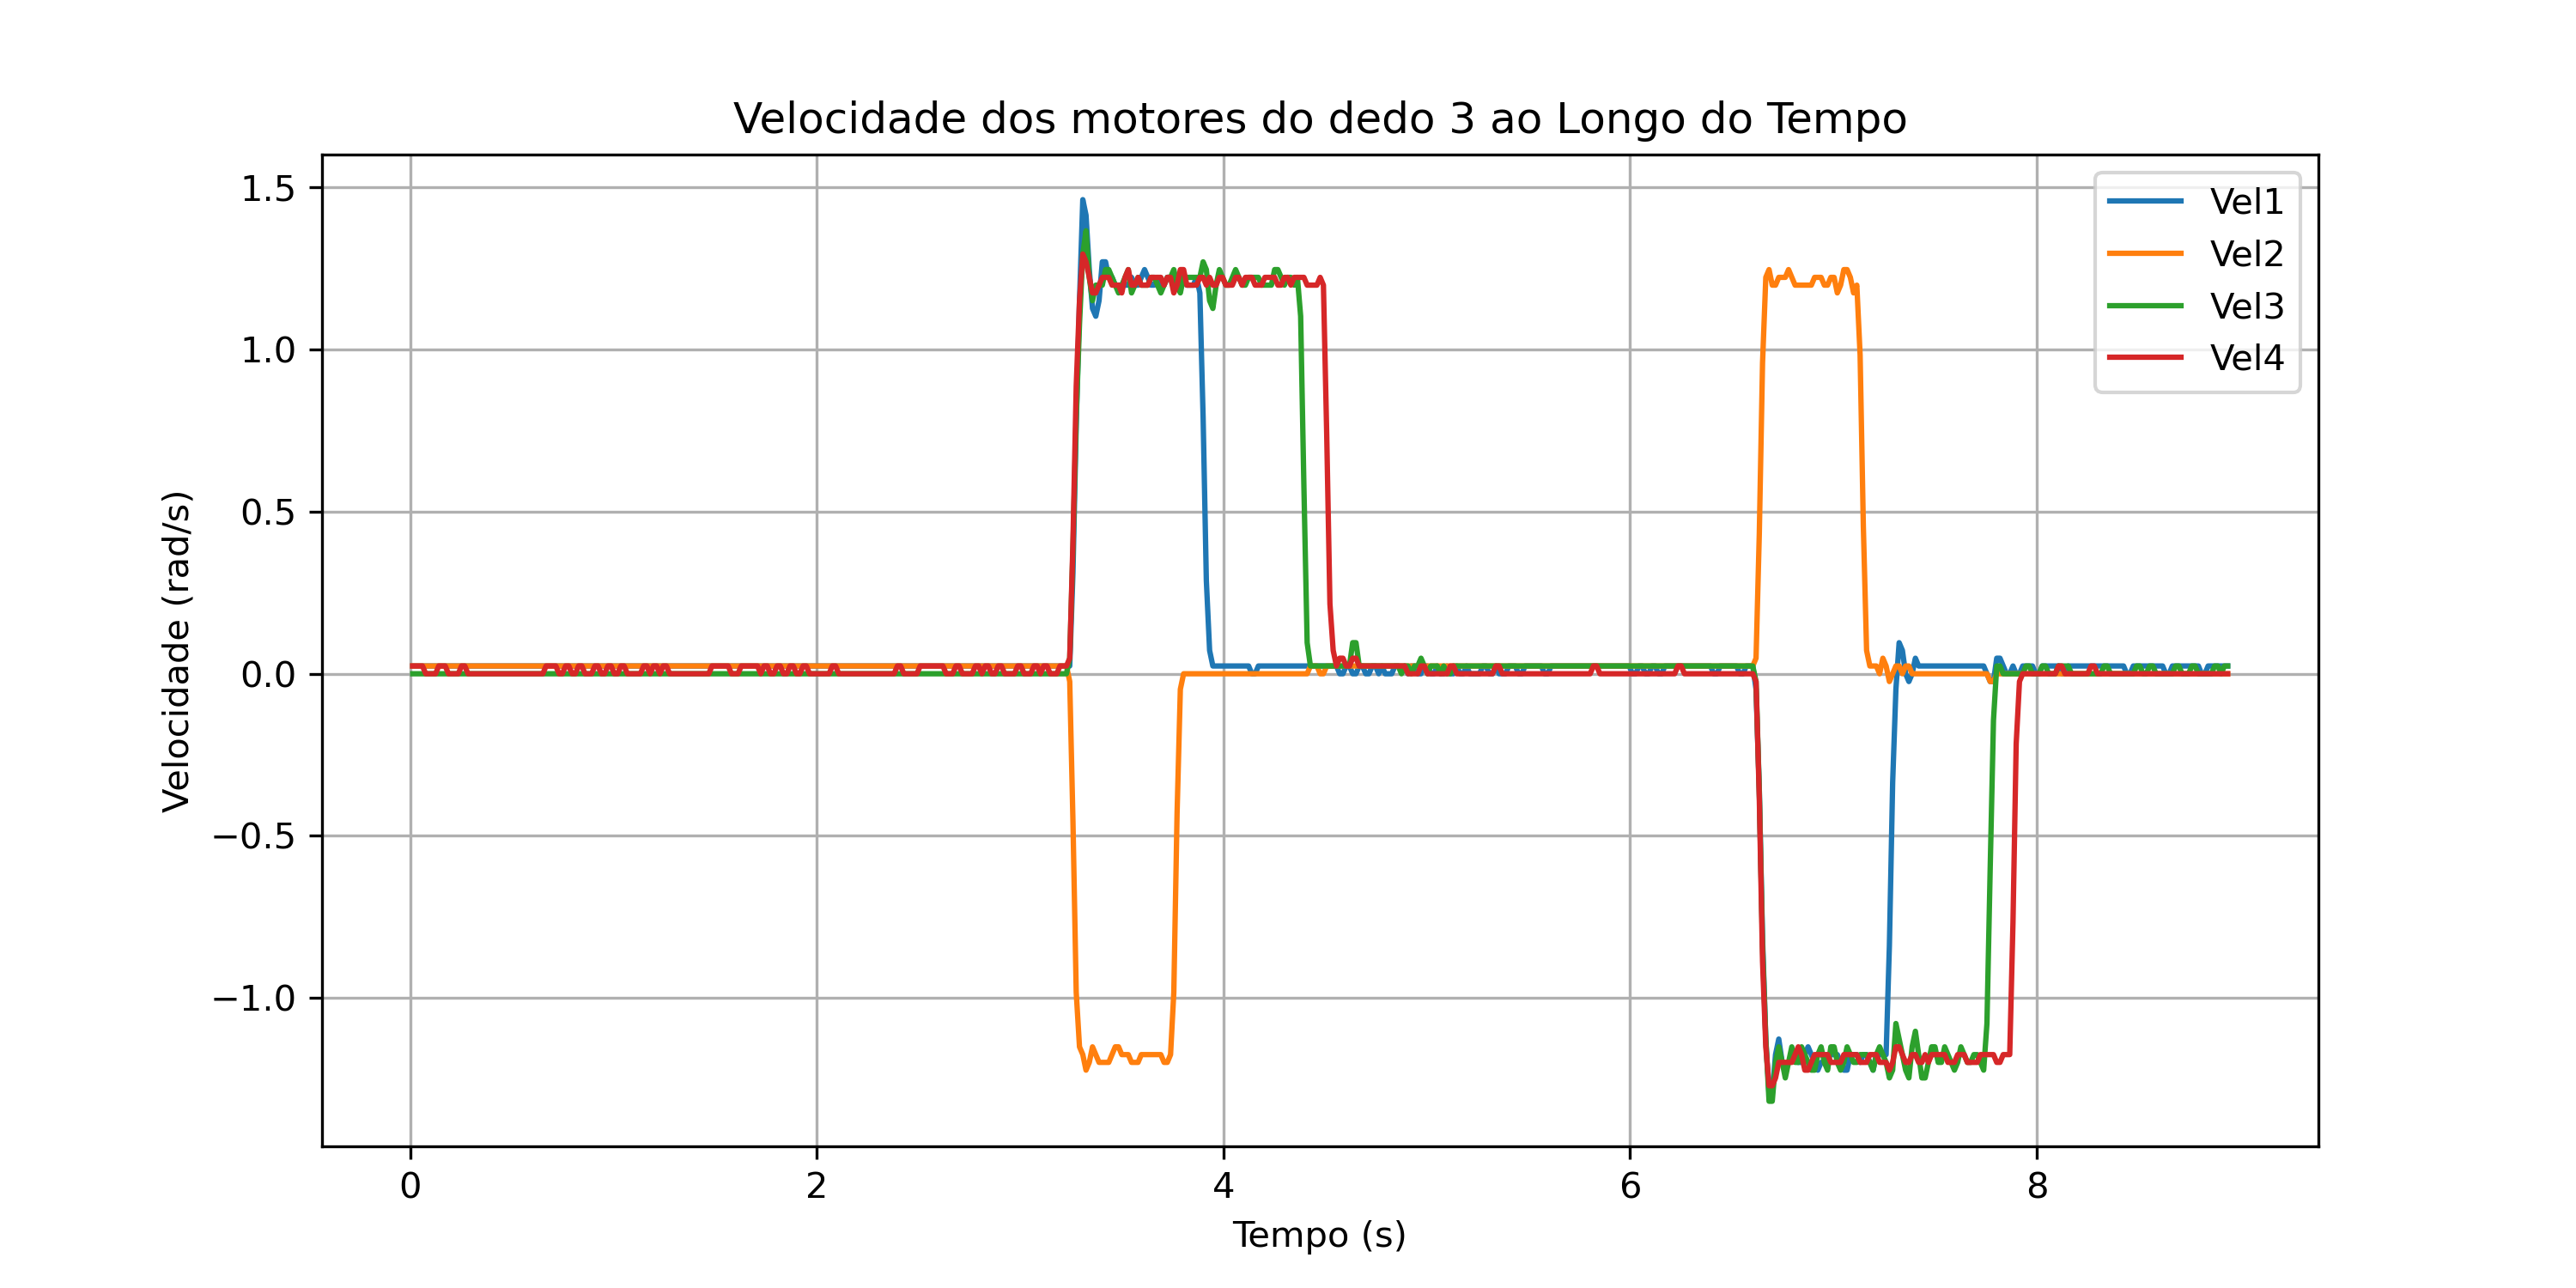 Velocidade dos motores do dedo 3 ao Longo do Tempo
1.5
1.0
0.5
0.0
−0.5
−1.0
Velocidade (rad/s)
Vel1
Vel2
Vel3
Vel4
0 2 4 6 8
Tempo (s)